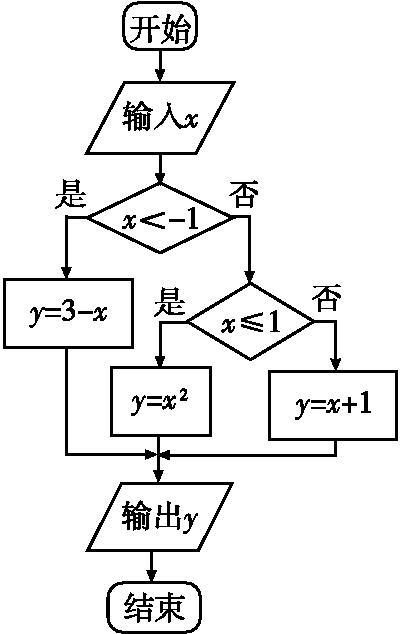 开始
输入x
是
x<-1
否
y=3-x
是
x≤1
否
y=x²
y=x+1
输出y
结束